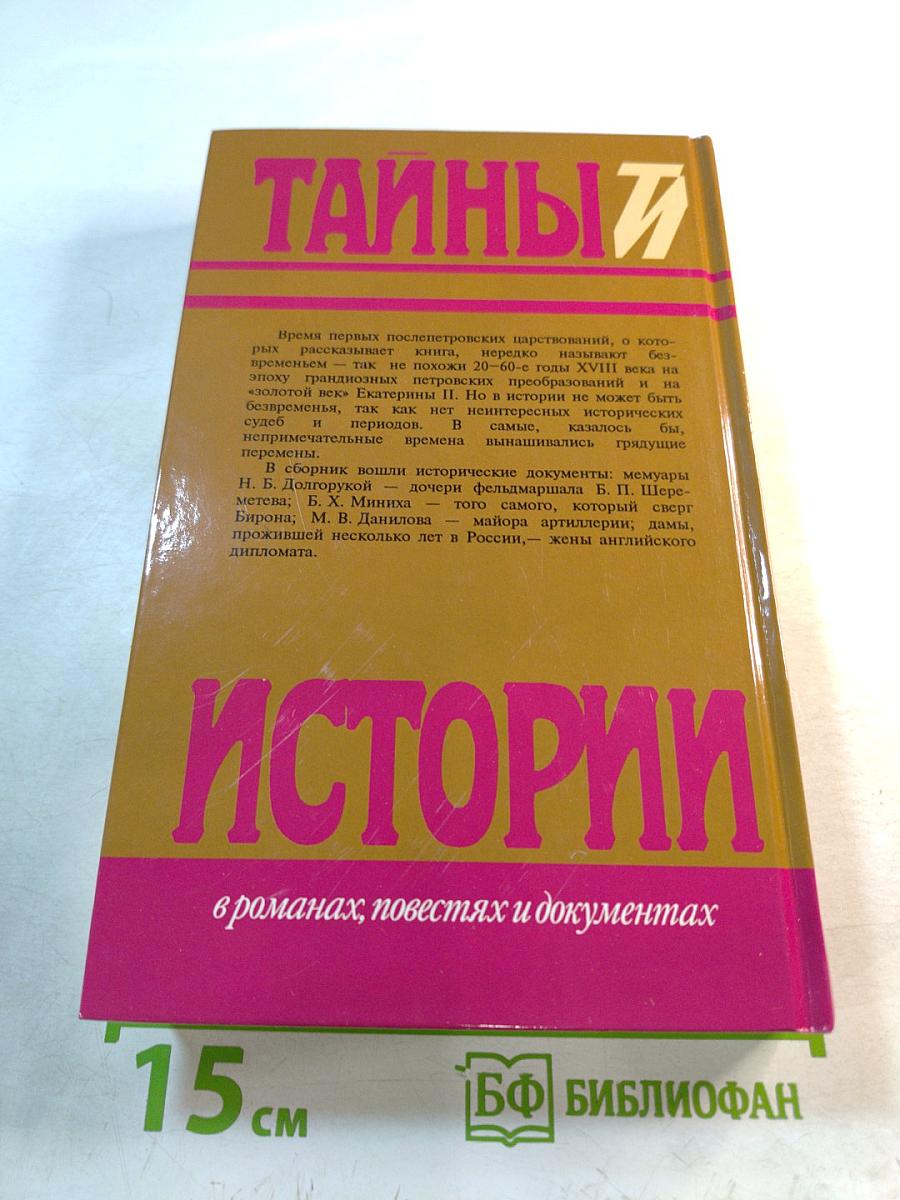 ТАЙНЫ ТИ
Время первых послепетровских царствований, о кото-
рых рассказывает книга, нередко называют без-
временьем — так не похожи 20—60-е годы XVIII века на
эпоху грандиозных петровских преобразований и на
«золотой век» Екатерины II. Но в истории не может быть
безвременья, так как нет неинтересных исторических
судеб и периодов. В самые, казалось бы,
непримечательные времена вынашивались грядущие
перемены.
В сборник вошли исторические документы: мемуары
Н. Б. Долгорукой — дочери фельдмаршала Б. П. Шере-
метева; Б. Х. Миниха — того самого, который сверг
Бирона; М. В. Данилова — майора артиллерии; дамы,
прожившей несколько лет в России,— жены английского
дипломата.
ИСТОРИИ
в романах, повестях и документах
15 см
БФ БИБЛИОФАН